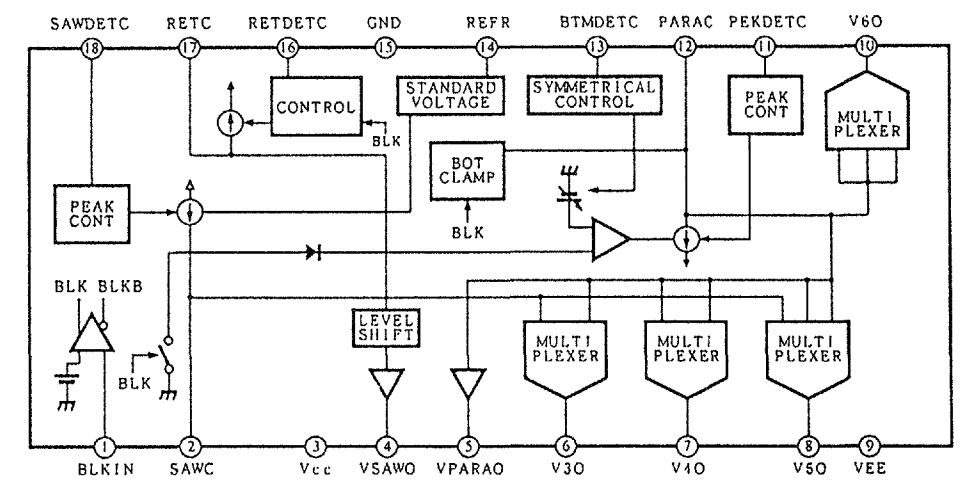 SAWDETC RETC RETDETC GND REFR BTMDETC PARAC PEKDETC V6O
18 17 16 15 14 13 12 11 10
CONTROL
BLK
STANDARD
VOLTAGE
SYMMETRICAL
CONTROL
PEAK
CONT
MULTI
PLEXER
BOT
CLAMP
BLK
PEAK
CONT
BLK BLKB
BLK
LEVEL
SHIFT
MULTI
PLEXER
MULTI
PLEXER
MULTI
PLEXER
1 2 3 4 5 6 7 8 9
BLKIN SAWC Vcc VSAWO VPARAO V3O V4O V5O VEE